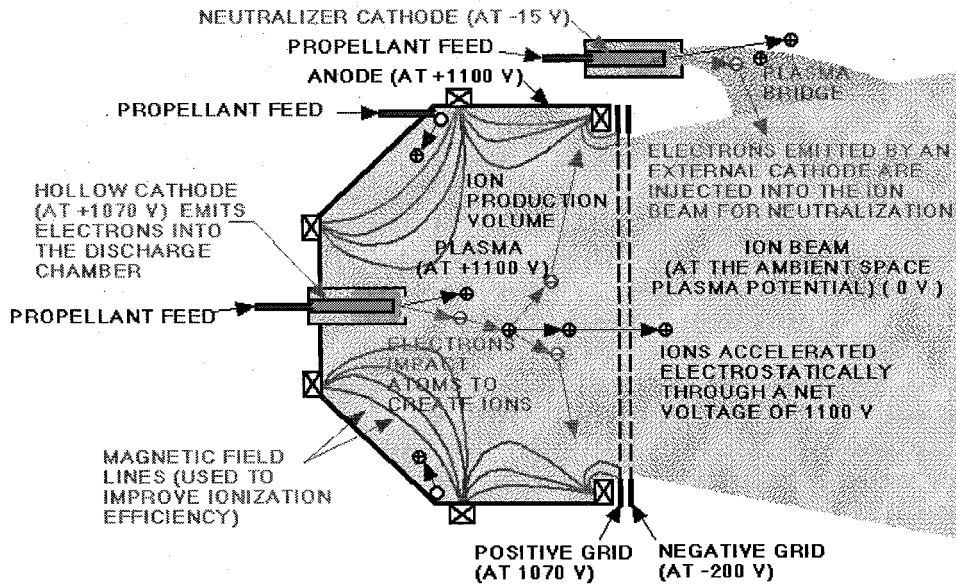 NEUTRALIZER CATHODE (AT -15 V)
PROPELLANT FEED
ANODE (AT +1100 V)
PLASMA
BRIDGE
PROPELLANT FEED
ELECTRONS EMITTED BY AN
EXTERNAL CATHODE ARE
INJECTED INTO THE ION
BEAM FOR NEUTRALIZATION
HOLLOW CATHODE
(AT +1070 V) EMITS
ELECTRONS INTO
THE DISCHARGE
CHAMBER
ION
PRODUCTION
VOLUME
PLASMA
(AT +1100 V)
ION BEAM
(AT THE AMBIENT SPACE
PLASMA POTENTIAL) ( 0 V )
PROPELLANT FEED
ELECTRONS
IMPACT
ATOMS TO
CREATE IONS
IONS ACCELERATED
ELECTROSTATICALLY
THROUGH A NET
VOLTAGE OF 1100 V
MAGNETIC FIELD
LINES (USED TO
IMPROVE IONIZATION
EFFICIENCY)
POSITIVE GRID
(AT 1070 V)
NEGATIVE GRID
(AT -200 V)